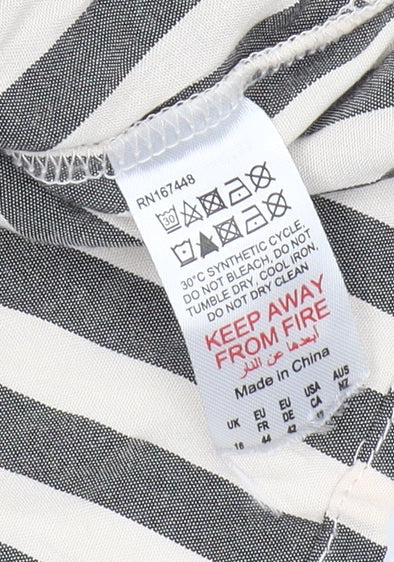 RN167448
30
30°C SYNTHETIC CYCLE,
DO NOT BLEACH, DO NOT
TUMBLE DRY, COOL IRON,
DO NOT DRY CLEAN
KEEP AWAY
FROM FIRE
أبعدها عن النار
Made in China
UK EU EU USA AUS
FR DE CA NZ
16 44 42